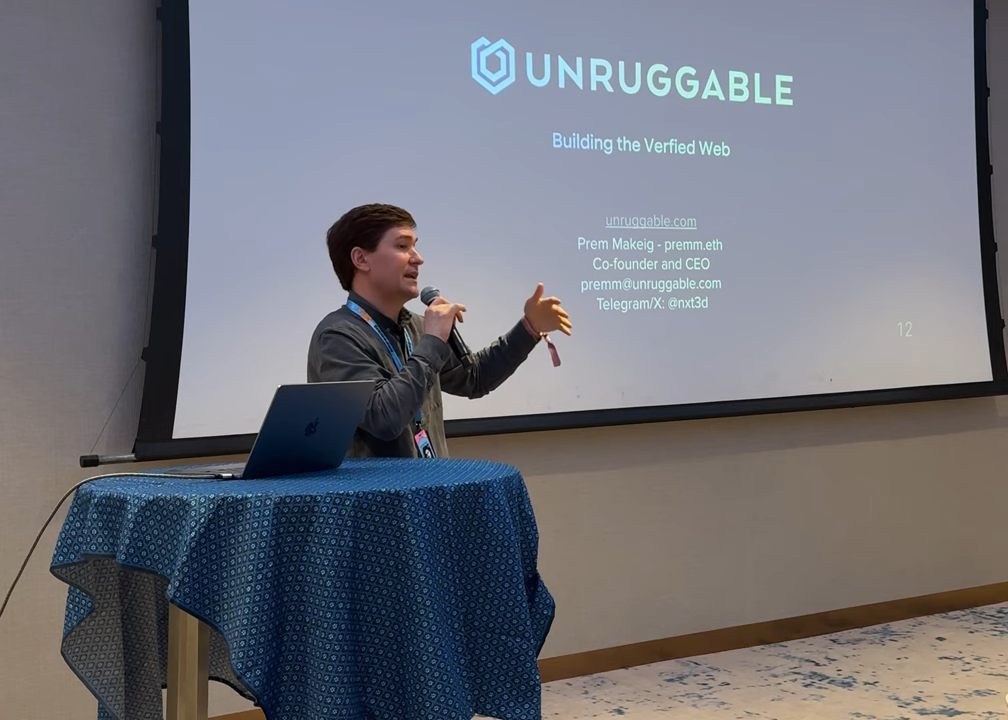 UNRUGGABLE
Building the Verfied Web
unruggable.com
Prem Makeig - premm.eth
Co-founder and CEO
premm@unruggable.com
Telegram/X: @nxt3d
12